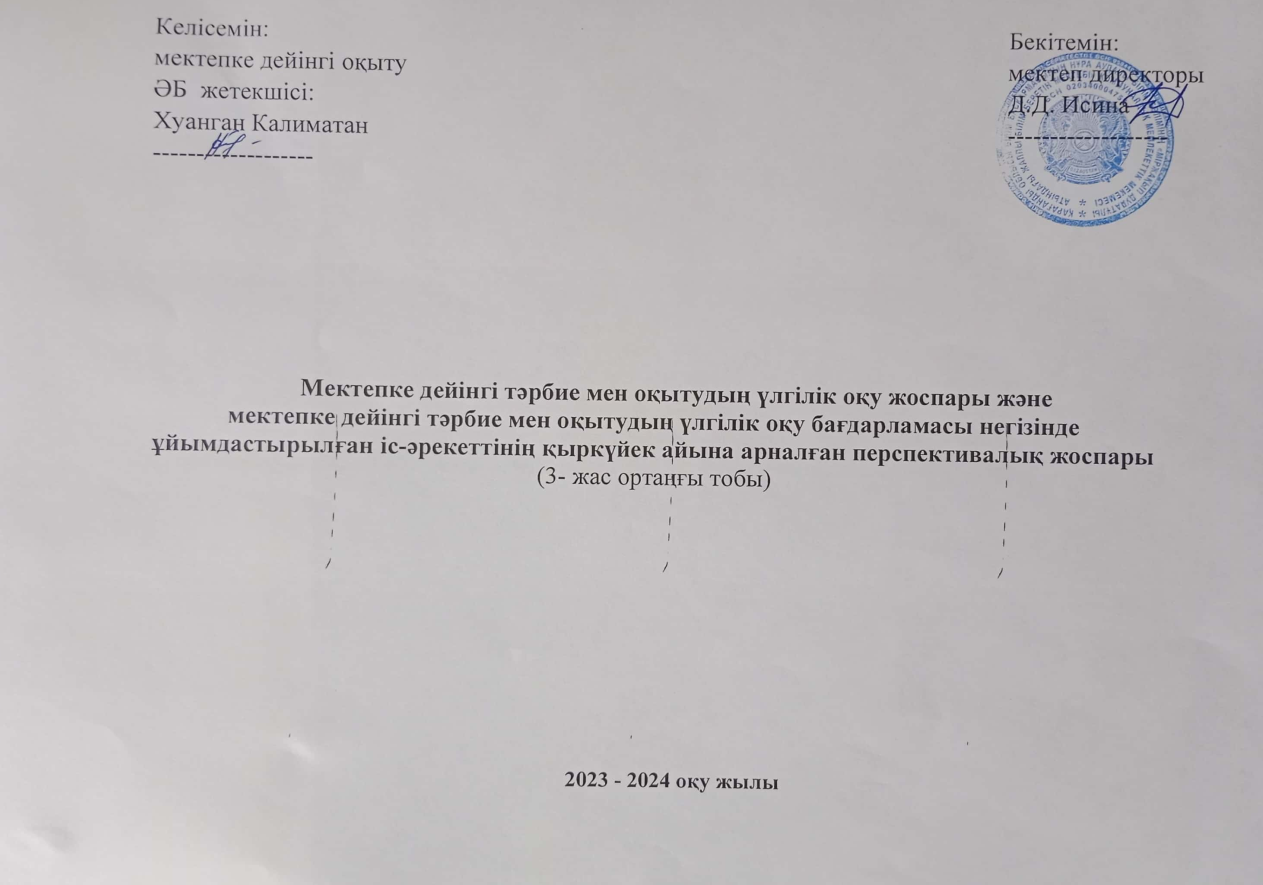 Келісемін:
мектепке дейінгі оқыту
ӘБ жетекшісі:
Хуанган Калиматан
Бекітемін:
мектеп директоры
Д.Д. Исина
Мектепке дейінгі тәрбие мен оқытудың үлгілік оқу жоспары және
мектепке дейінгі тәрбие мен оқытудың үлгілік оқу бағдарламасы негізінде
ұйымдастырылған іс-әрекеттінің қыркүйек айына арналған перспективалық жоспары
(3- жас ортаңғы тобы)
2023 - 2024 оқу жылы